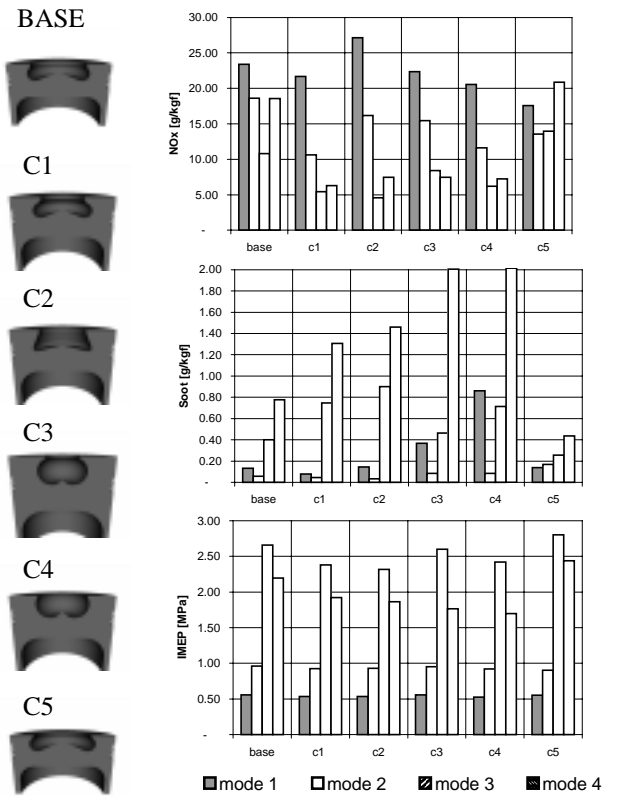 BASE
C1
C2
C3
C4
C5
NOx [g/kgf]
30.00
25.00
20.00
15.00
10.00
5.00
-
base c1 c2 c3 c4 c5
Soot [g/kgf]
2.00
1.80
1.60
1.40
1.20
1.00
0.80
0.60
0.40
0.20
-
base c1 c2 c3 c4 c5
IMEP [MPa]
3.00
2.50
2.00
1.50
1.00
0.50
-
base c1 c2 c3 c4 c5
mode 1 mode 2 mode 3 mode 4